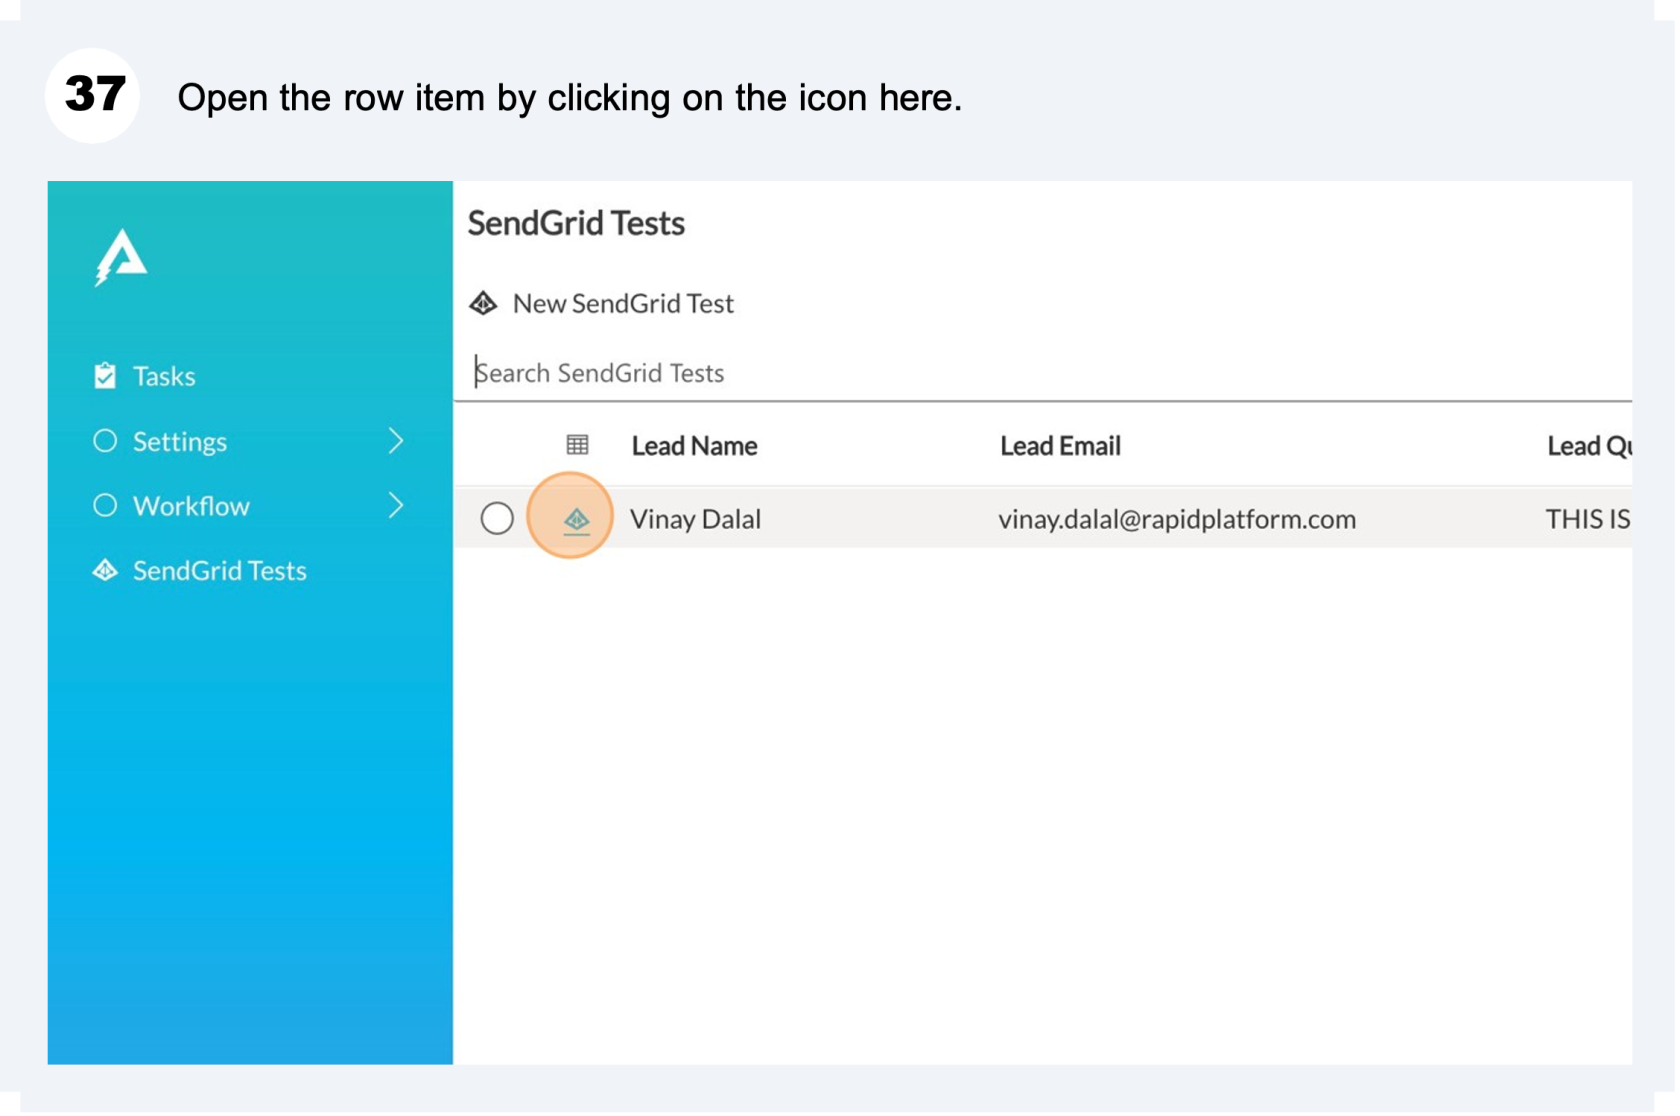 37 Open the row item by clicking on the icon here.
SendGrid Tests
New SendGrid Test
Search SendGrid Tests
Tasks
Settings
Workflow
SendGrid Tests
Lead Name Lead Email Lead Qu
Vinay Dalal vinay.dalal@rapidplatform.com THIS IS